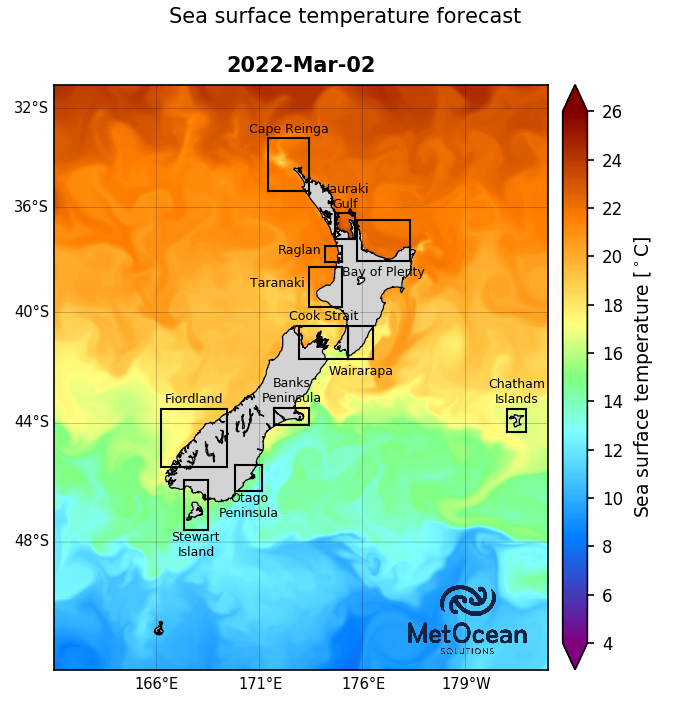 Sea surface temperature forecast
2022-Mar-02
32°S
36°S
40°S
44°S
48°S
Cape Reinga
Hauraki
Gulf
Raglan
Bay of Plenty
Taranaki
Cook Strait
Wairarapa
Banks
Peninsula
Fiordland
Chatham
Islands
Otago
Peninsula
Stewart
Island
MetOcean
SOLUTIONS
166°E
171°E
176°E
179°W
26
24
22
20
18
16
14
12
10
8
6
4
Sea surface temperature [°C]